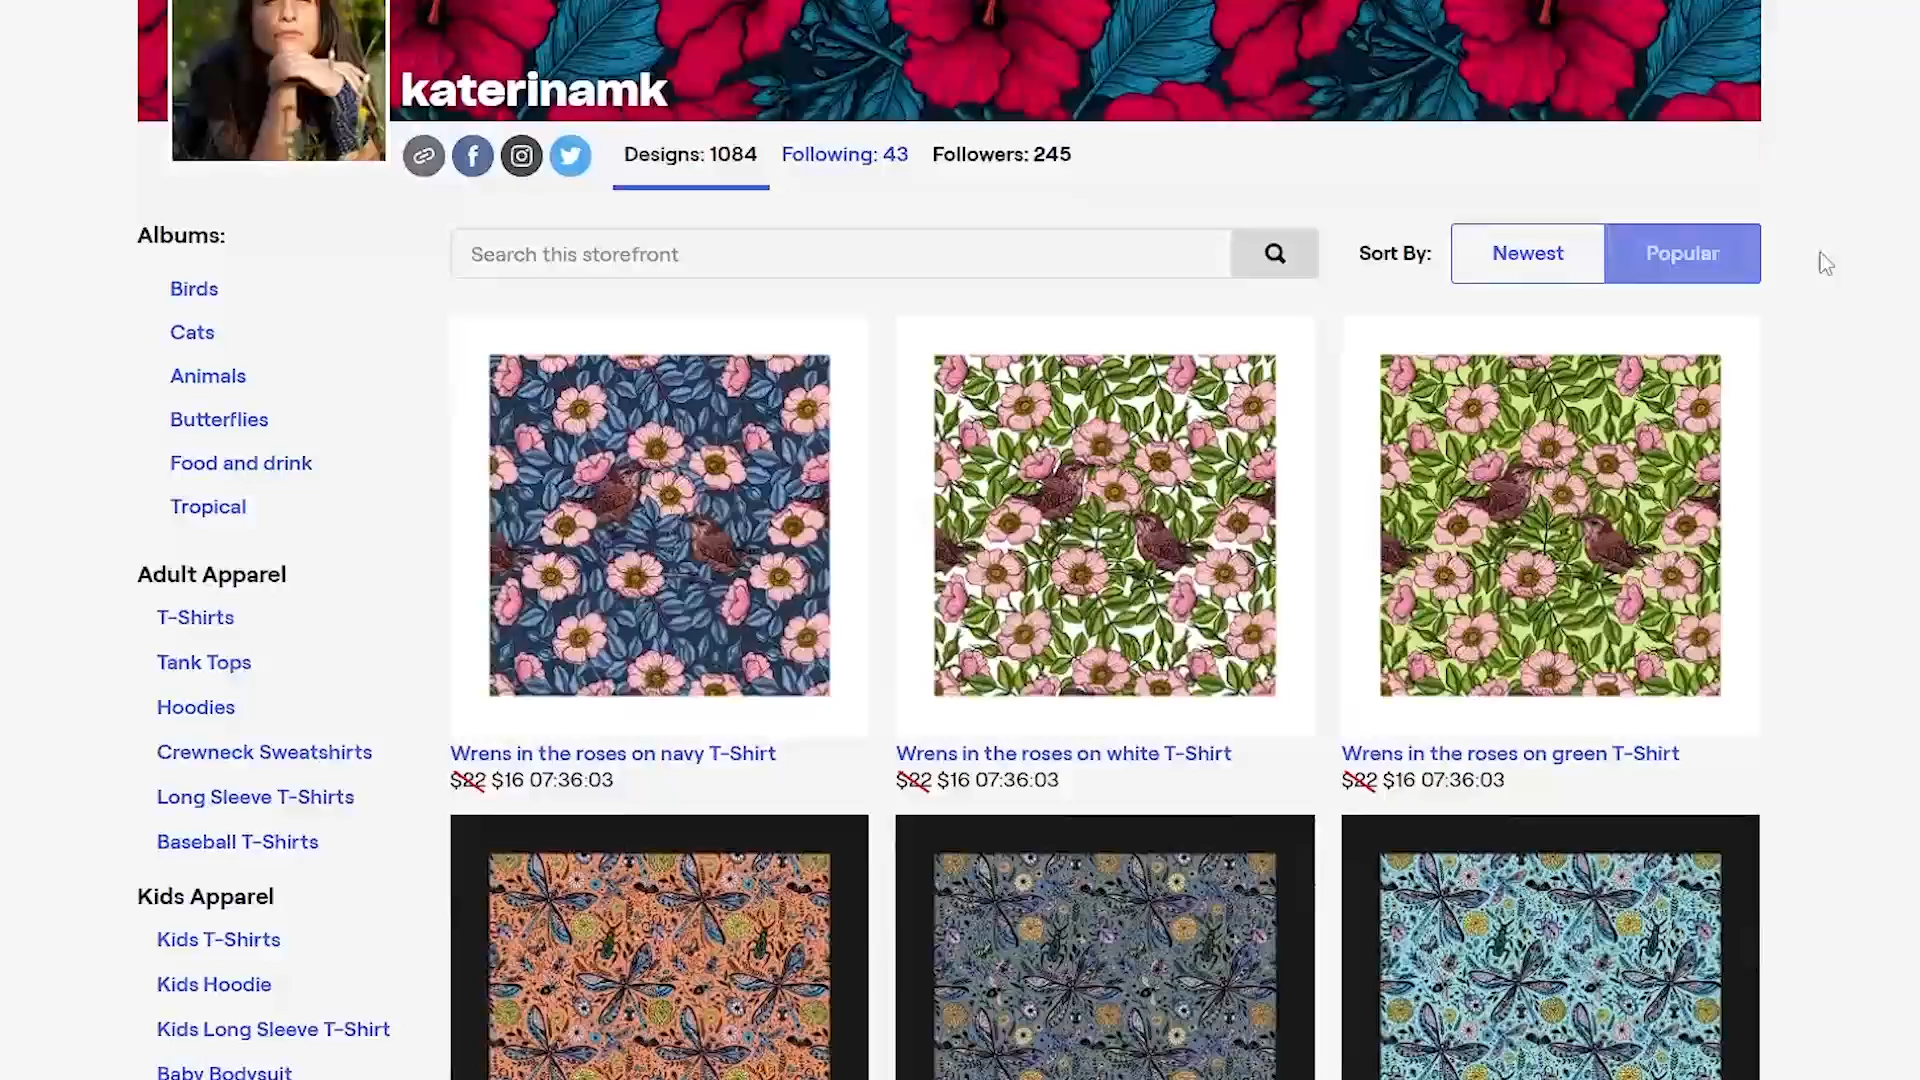 katerinamk
Designs: 1084
Following: 43
Followers: 245
Albums:
Birds
Cats
Animals
Butterflies
Food and drink
Tropical
Adult Apparel
T-Shirts
Tank Tops
Hoodies
Crewneck Sweatshirts
Long Sleeve T-Shirts
Baseball T-Shirts
Kids Apparel
Kids T-Shirts
Kids Hoodie
Kids Long Sleeve T-Shirt
Baby Bodysuit
Search this storefront
Sort By:
Newest
Popular
Wrens in the roses on navy T-Shirt
$22 $16 07:36:03
Wrens in the roses on white T-Shirt
$22 $16 07:36:03
Wrens in the roses on green T-Shirt
$22 $16 07:36:03